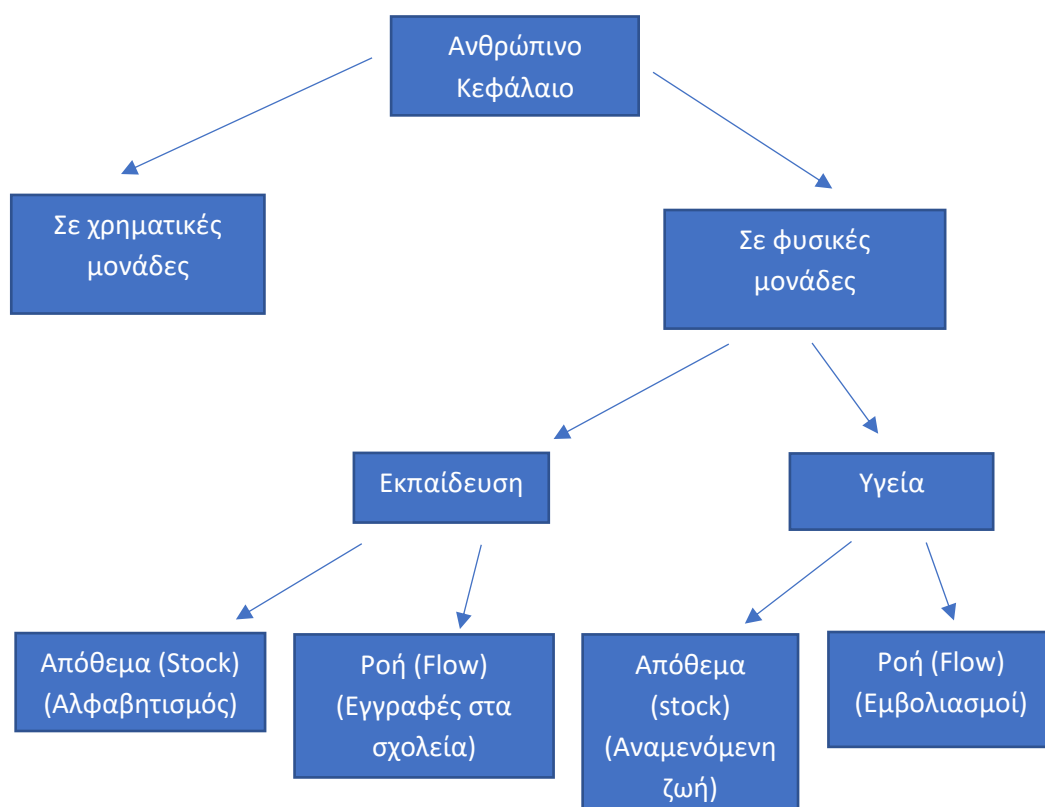 Ανθρώπινο
Κεφάλαιο
Σε χρηματικές
μονάδες
Σε φυσικές
μονάδες
Εκπαίδευση
Υγεία
Απόθεμα (Stock)
(Αλφαβητισμός)
Ροή (Flow)
(Εγγραφές στα
σχολεία)
Απόθεμα
(stock)
(Αναμενόμενη
ζωή)
Ροή (Flow)
(Εμβολιασμοί)